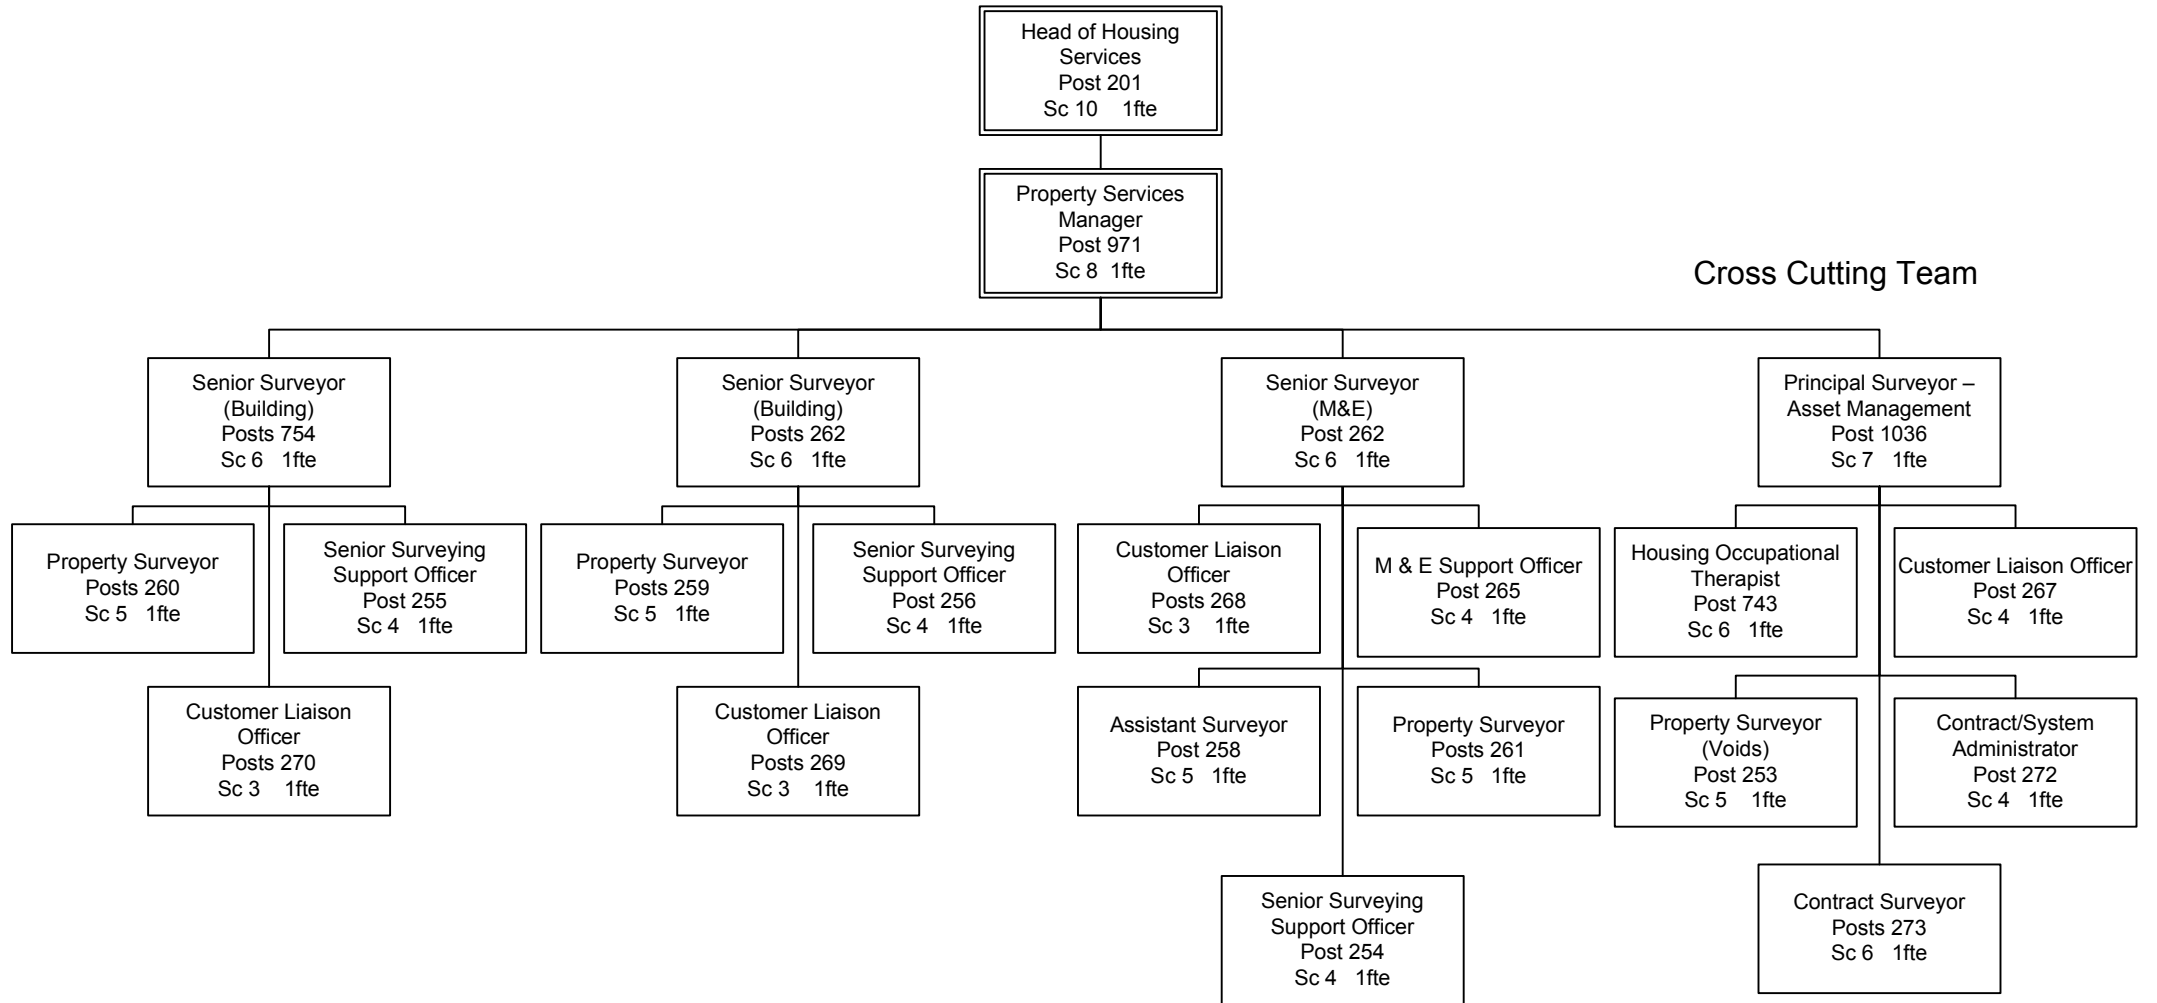 Head of Housing
Services
Post 201
Sc 10 1fte
Property Services
Manager
Post 971
Sc 8 1fte
Cross Cutting Team
Senior Surveyor
(Building)
Posts 754
Sc 6 1fte
Senior Surveyor
(Building)
Posts 262
Sc 6 1fte
Senior Surveyor
(M&E)
Post 262
Sc 6 1fte
Principal Surveyor –
Asset Management
Post 1036
Sc 7 1fte
Property Surveyor
Posts 260
Sc 5 1fte
Senior Surveying
Support Officer
Post 255
Sc 4 1fte
Property Surveyor
Posts 259
Sc 5 1fte
Senior Surveying
Support Officer
Post 256
Sc 4 1fte
Customer Liaison
Officer
Posts 268
Sc 3 1fte
M & E Support Officer
Post 265
Sc 4 1fte
Housing Occupational
Therapist
Post 743
Sc 6 1fte
Customer Liaison Officer
Post 267
Sc 4 1fte
Customer Liaison
Officer
Posts 270
Sc 3 1fte
Customer Liaison
Officer
Posts 269
Sc 3 1fte
Assistant Surveyor
Post 258
Sc 5 1fte
Property Surveyor
Posts 261
Sc 5 1fte
Property Surveyor
(Voids)
Post 253
Sc 5 1fte
Contract/System
Administrator
Post 272
Sc 4 1fte
Senior Surveying
Support Officer
Post 254
Sc 4 1fte
Contract Surveyor
Posts 273
Sc 6 1fte